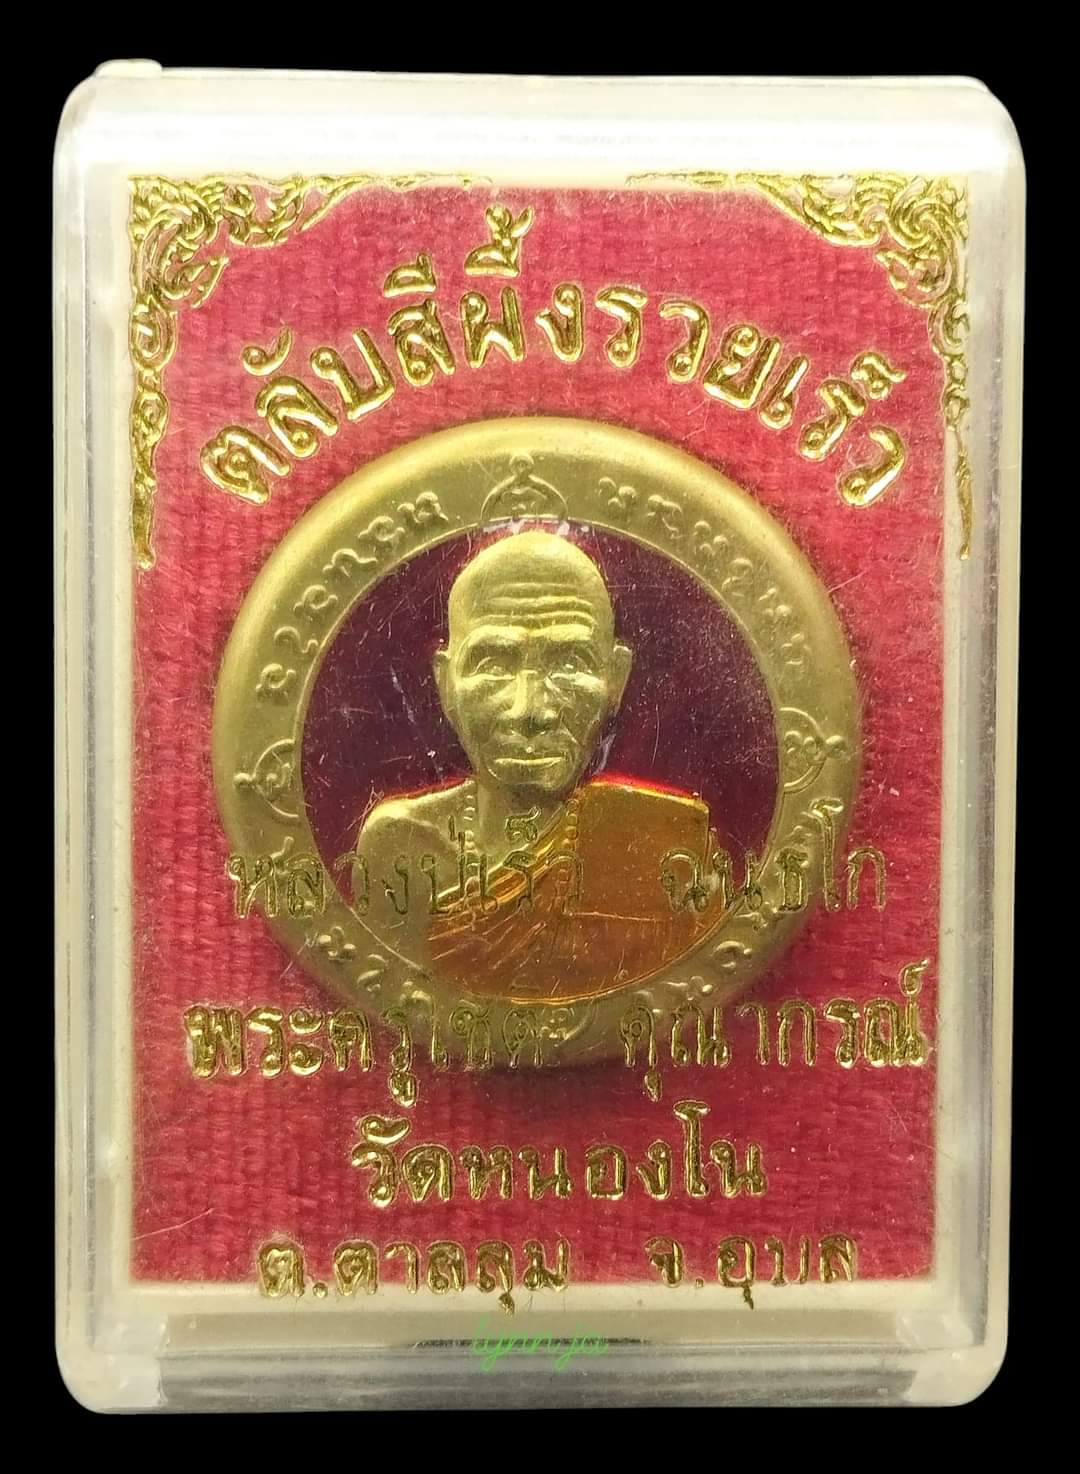 ตลับสีผึ้งรวยเร็ว
หลวงปู่เร็ว ฉนฺทโก
พระครูโชติ คุณากรณ์
วัดหนองโน
ต.ตาลสุม จ.อุบล
lynn ja